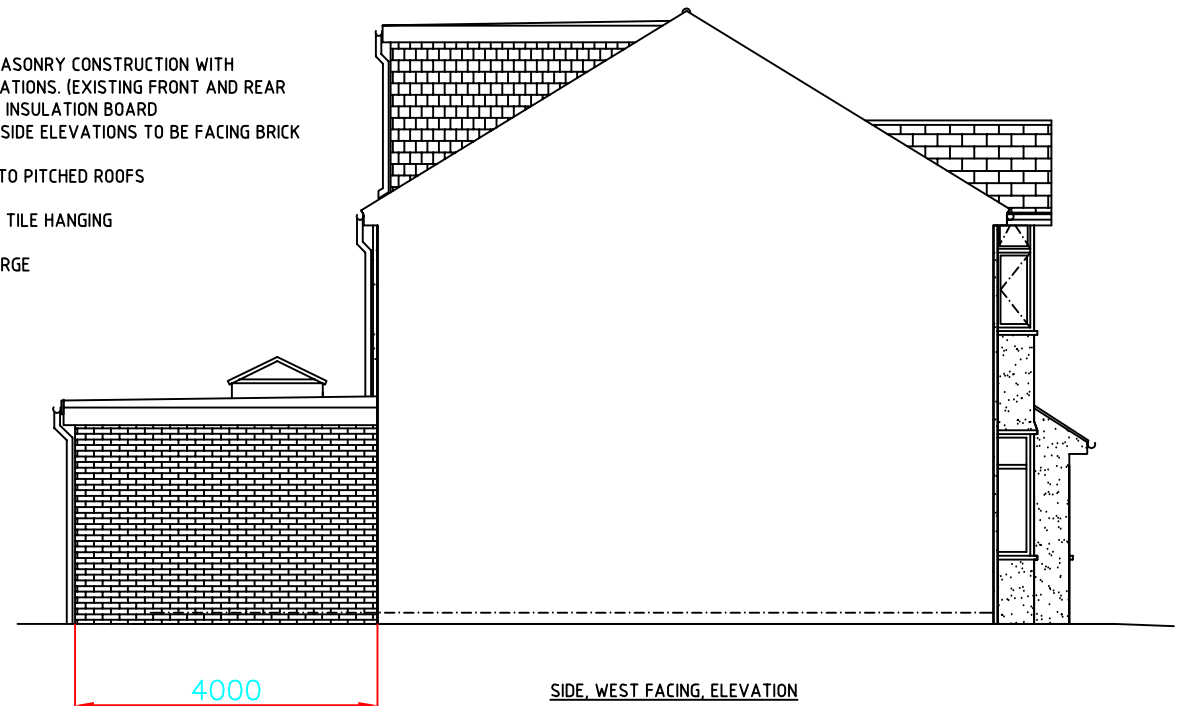 ASONRY CONSTRUCTION WITH
ATIONS. (EXISTING FRONT AND REAR
INSULATION BOARD
SIDE ELEVATIONS TO BE FACING BRICK
TO PITCHED ROOFS
TILE HANGING
RGE
4000
SIDE, WEST FACING, ELEVATION